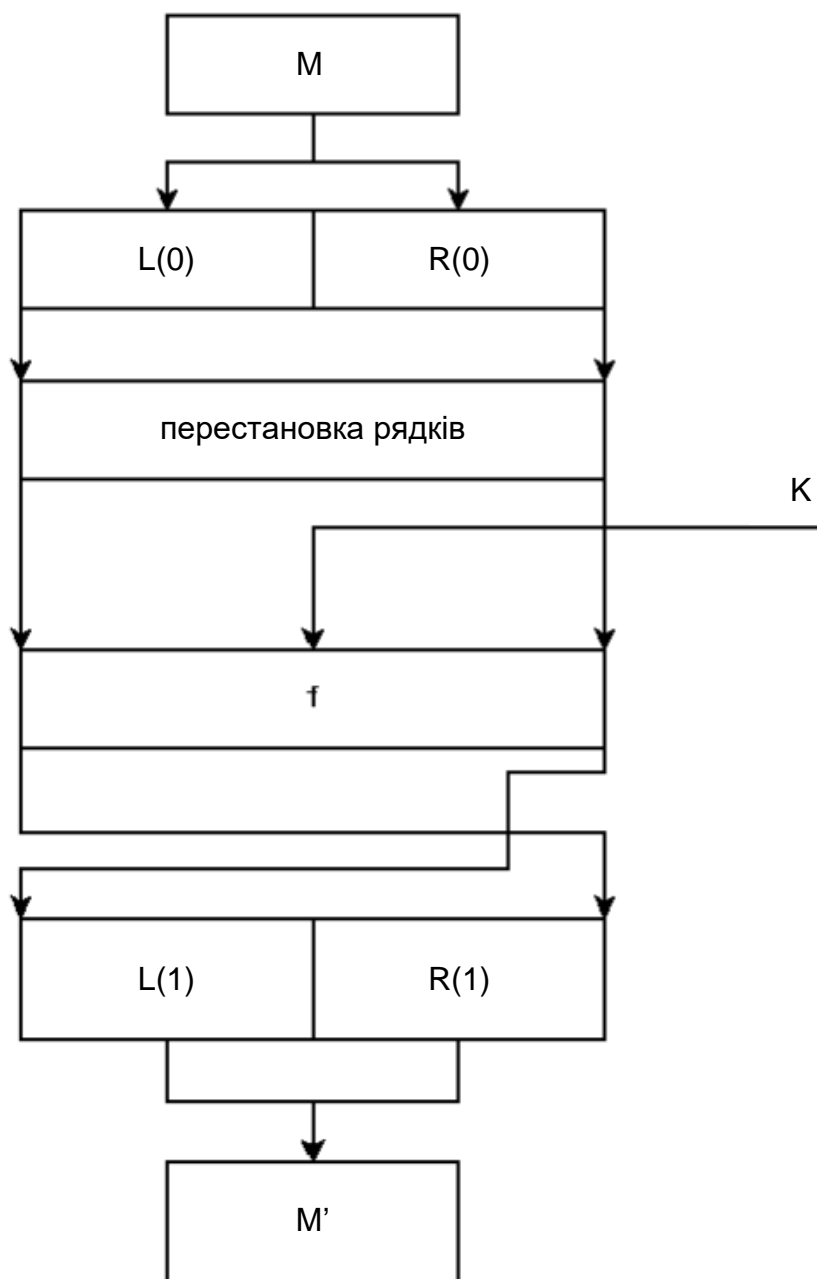 M
L(0) R(0)
перестановка рядків
K
f
L(1) R(1)
M’